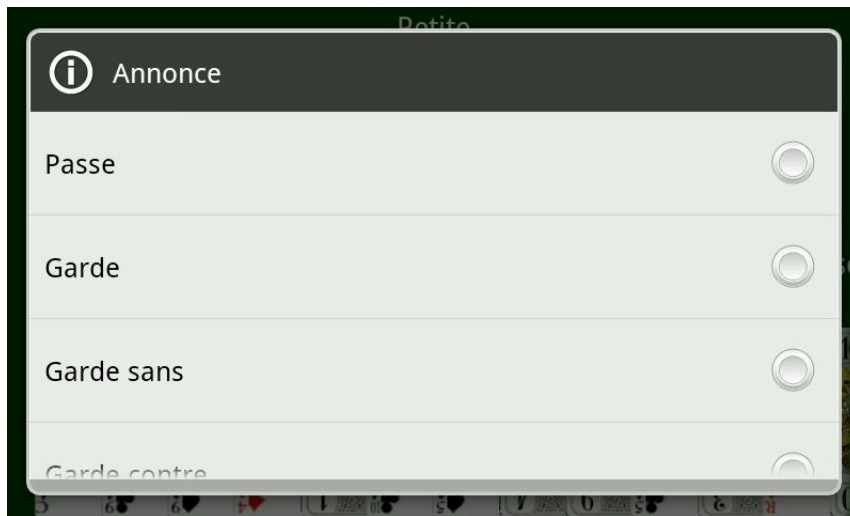 Petite
Annonce
Passe
Garde
Garde sans
Garde contre